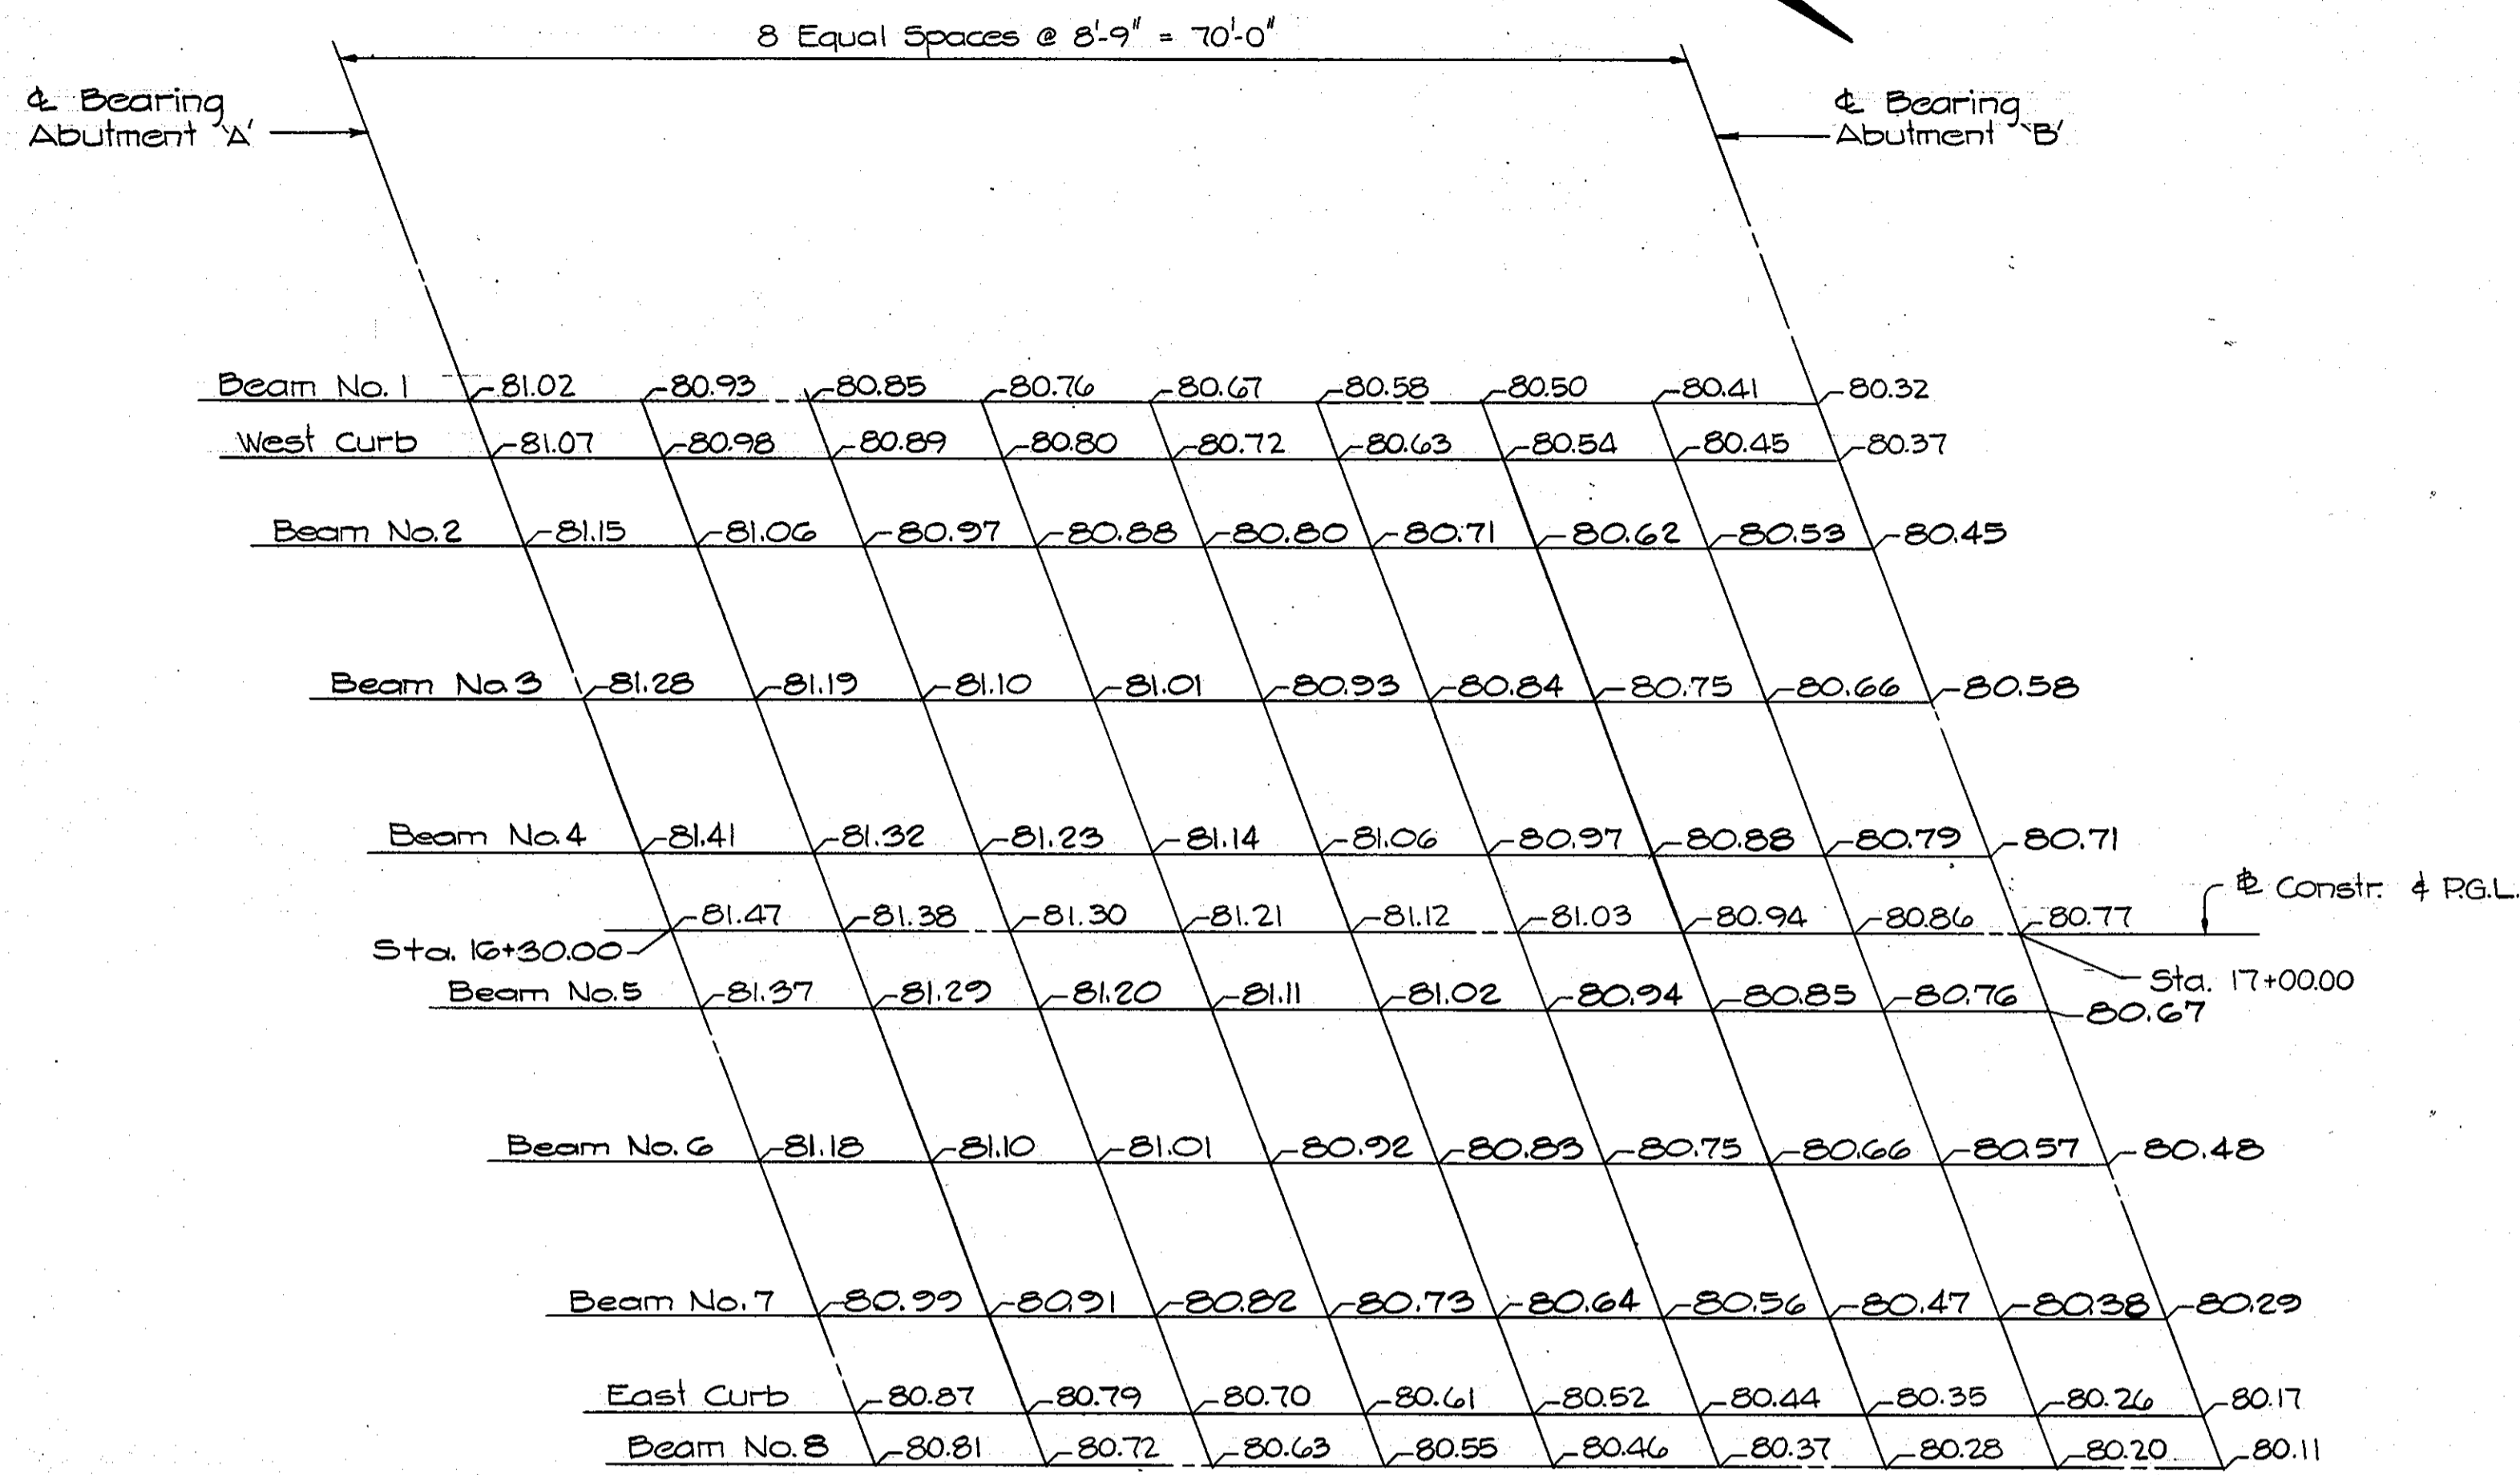 8 Equal Spaces @ 8'-9" = 70'-0"
℄ Bearing
Abutment 'A'
℄ Bearing
Abutment 'B'
Beam No. 1 81.02 80.93 80.85 80.76 80.67 80.58 80.50 80.41 80.32
West Curb 81.07 80.98 80.89 80.80 80.72 80.63 80.54 80.45 80.37
Beam No. 2 81.15 81.06 80.97 80.88 80.80 80.71 80.62 80.53 80.45
Beam No. 3 81.28 81.19 81.10 81.01 80.93 80.84 80.75 80.66 80.58
Beam No. 4 81.41 81.32 81.23 81.14 81.06 80.97 80.88 80.79 80.71
℄ Constr. & P.G.L.
81.47 81.38 81.30 81.21 81.12 81.03 80.94 80.86 80.77
Sta. 16+30.00
Sta. 17+00.00
Beam No. 5 81.37 81.29 81.20 81.11 81.02 80.94 80.85 80.76 80.67
Beam No. 6 81.18 81.10 81.01 80.92 80.83 80.75 80.66 80.57 80.48
Beam No. 7 80.99 80.91 80.82 80.73 80.64 80.56 80.47 80.38 80.29
East Curb 80.87 80.79 80.70 80.61 80.52 80.44 80.35 80.26 80.17
Beam No. 8 80.81 80.72 80.63 80.55 80.46 80.37 80.28 80.20 80.11